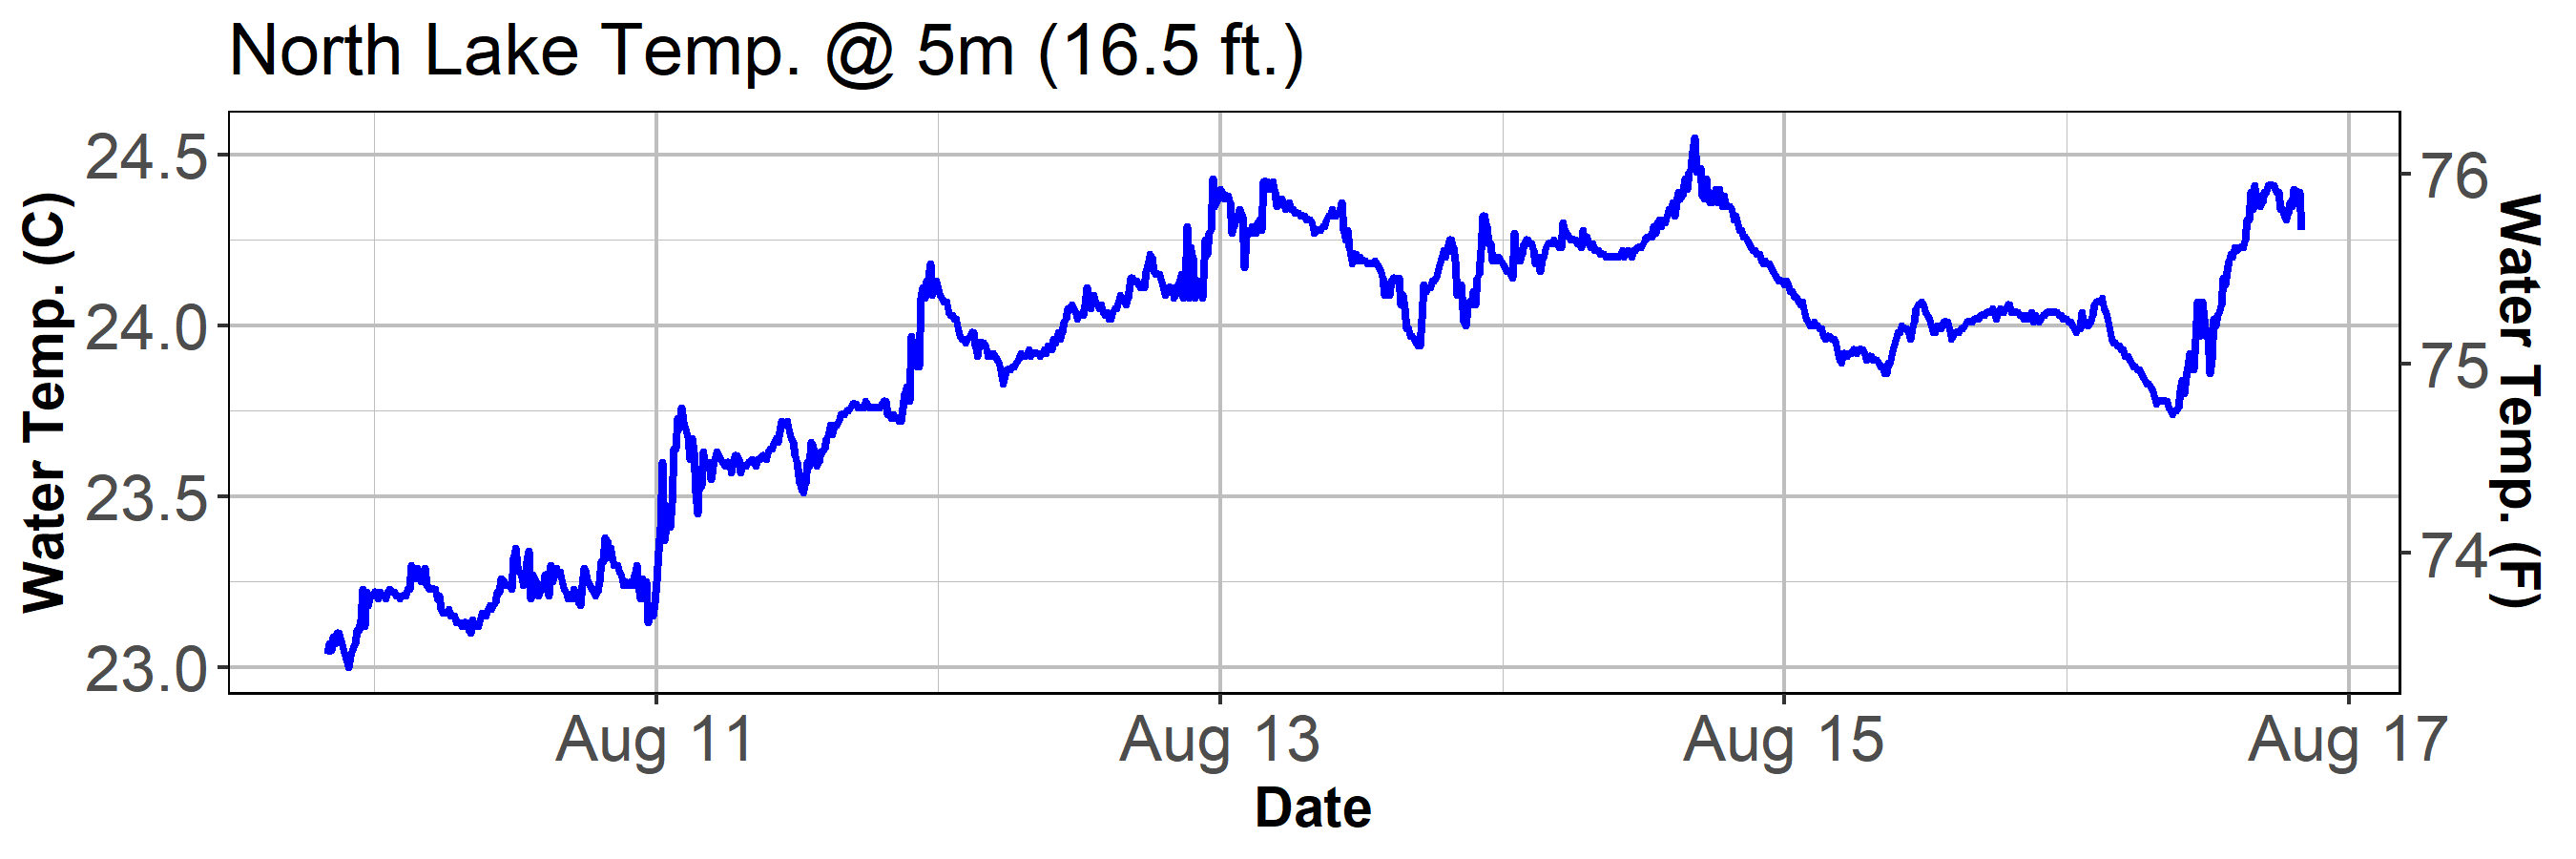 North Lake Temp. @ 5m (16.5 ft.)
Water Temp. (C)
24.5
24.0
23.5
23.0
76
75
74
Water Temp. (F)
Aug 11 Aug 13 Aug 15 Aug 17
Date